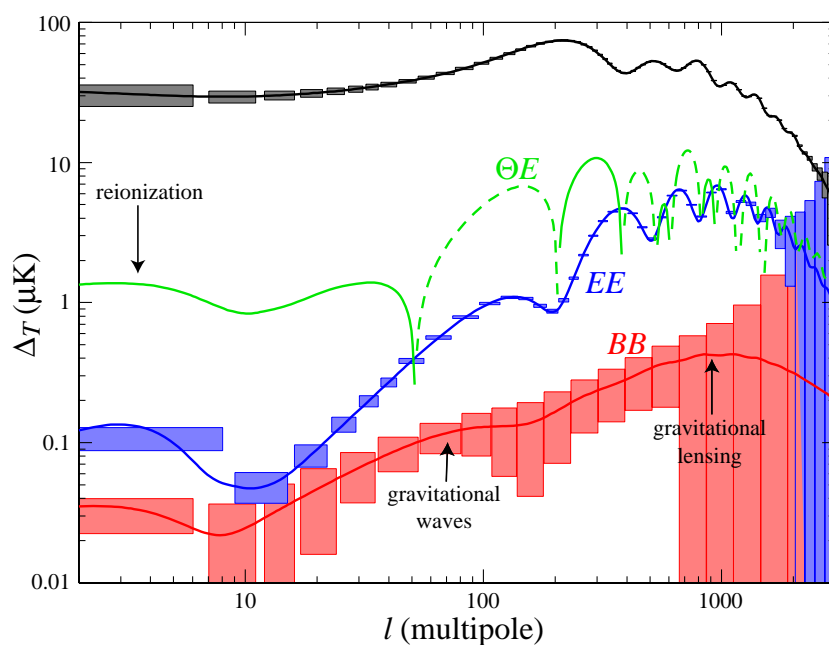 100
10
1
0.1
0.01
Δ_T (μK)
reionization
ΘE
EE
BB
gravitational
waves
gravitational
lensing
10
100
1000
l (multipole)